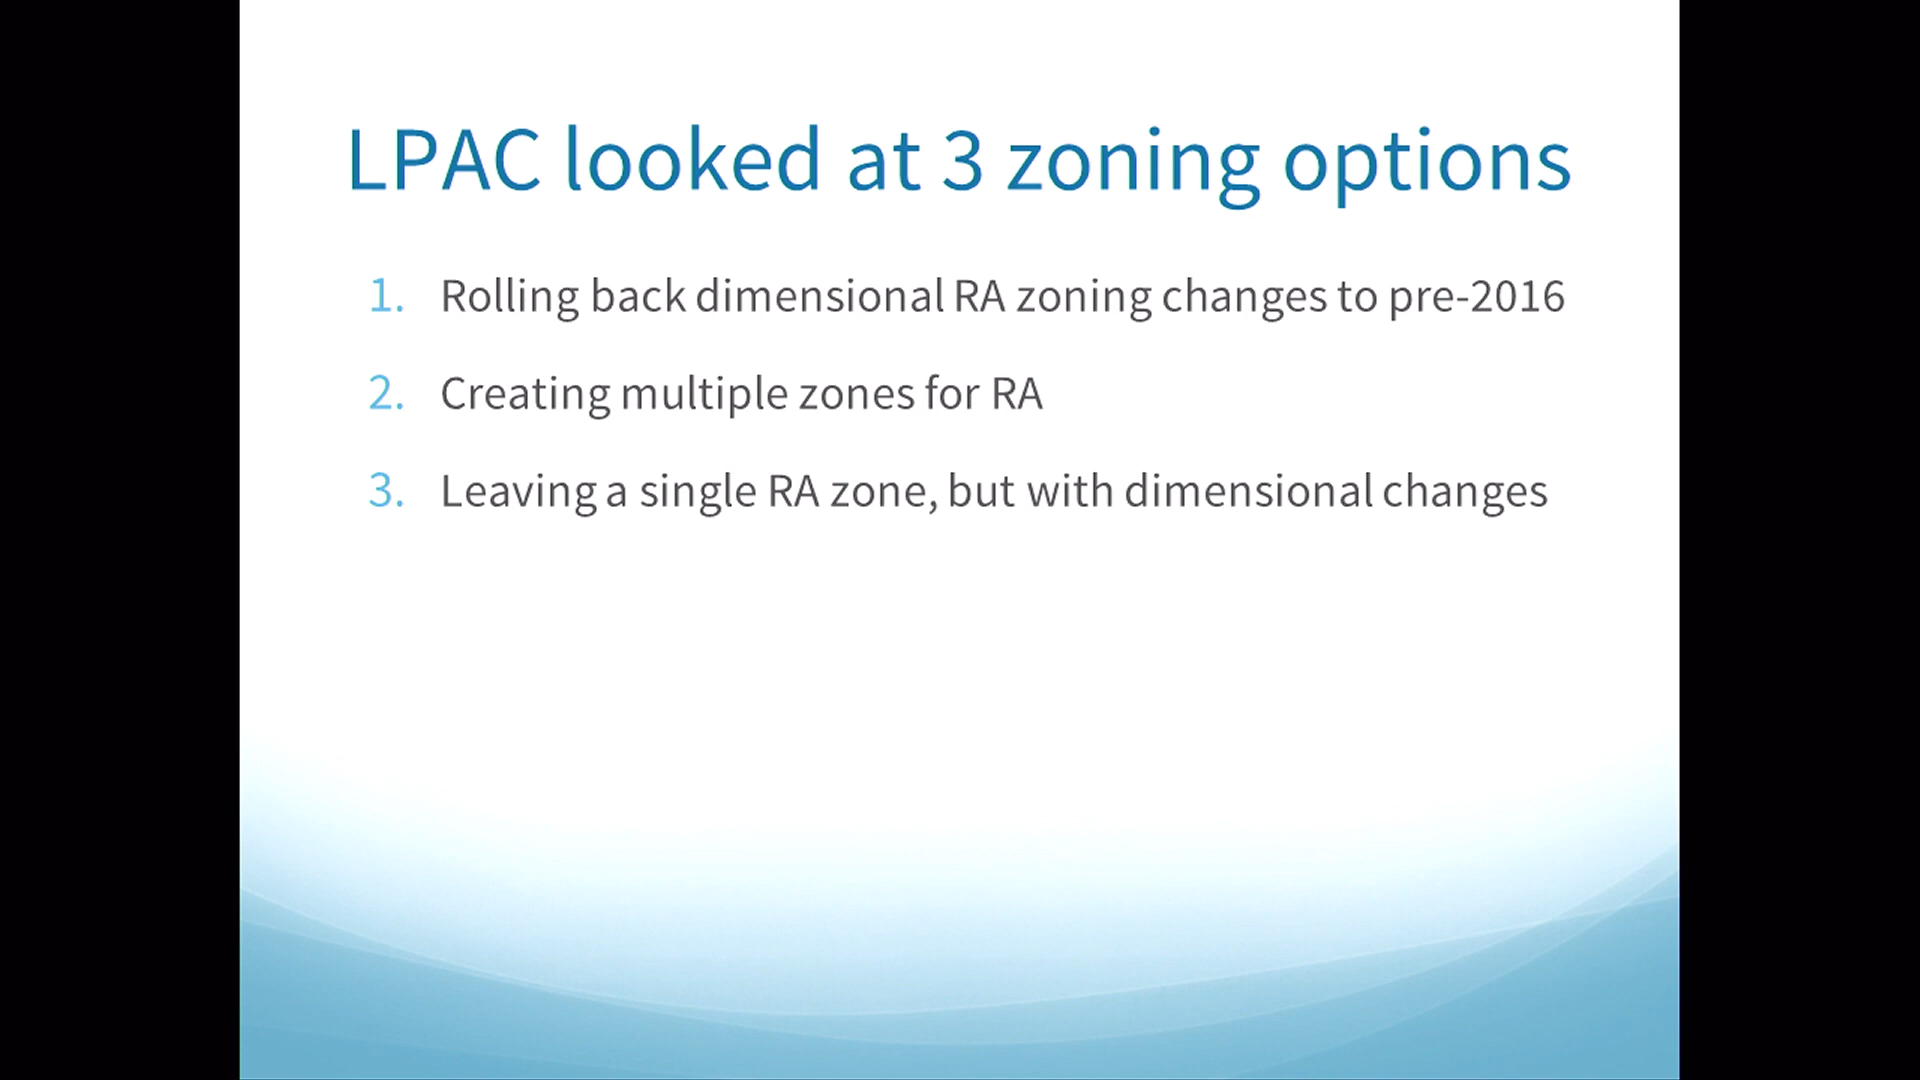 LPAC looked at 3 zoning options
1. Rolling back dimensional RA zoning changes to pre-2016
2. Creating multiple zones for RA
3. Leaving a single RA zone, but with dimensional changes